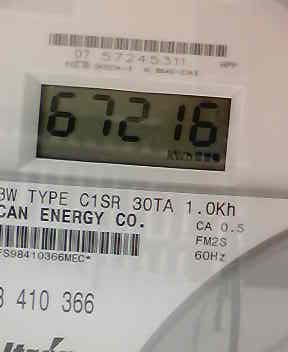 07 57245311
67216
kWh
3W TYPE C1SR 30TA 1.0Kh
CAN ENERGY CO.
CA 0.5
FM2S
60Hz
FS98410366MEC*
3 410 366